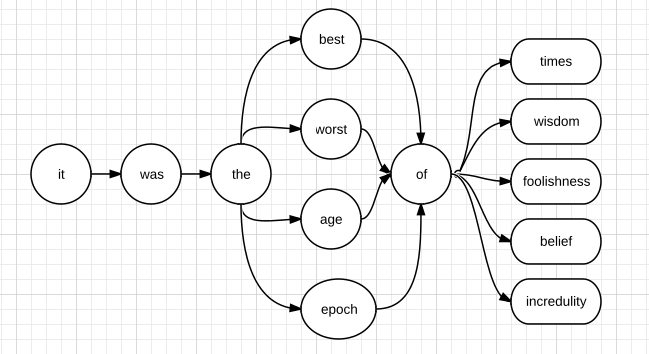 it
was
the
best
worst
age
epoch
of
times
wisdom
foolishness
belief
incredulity